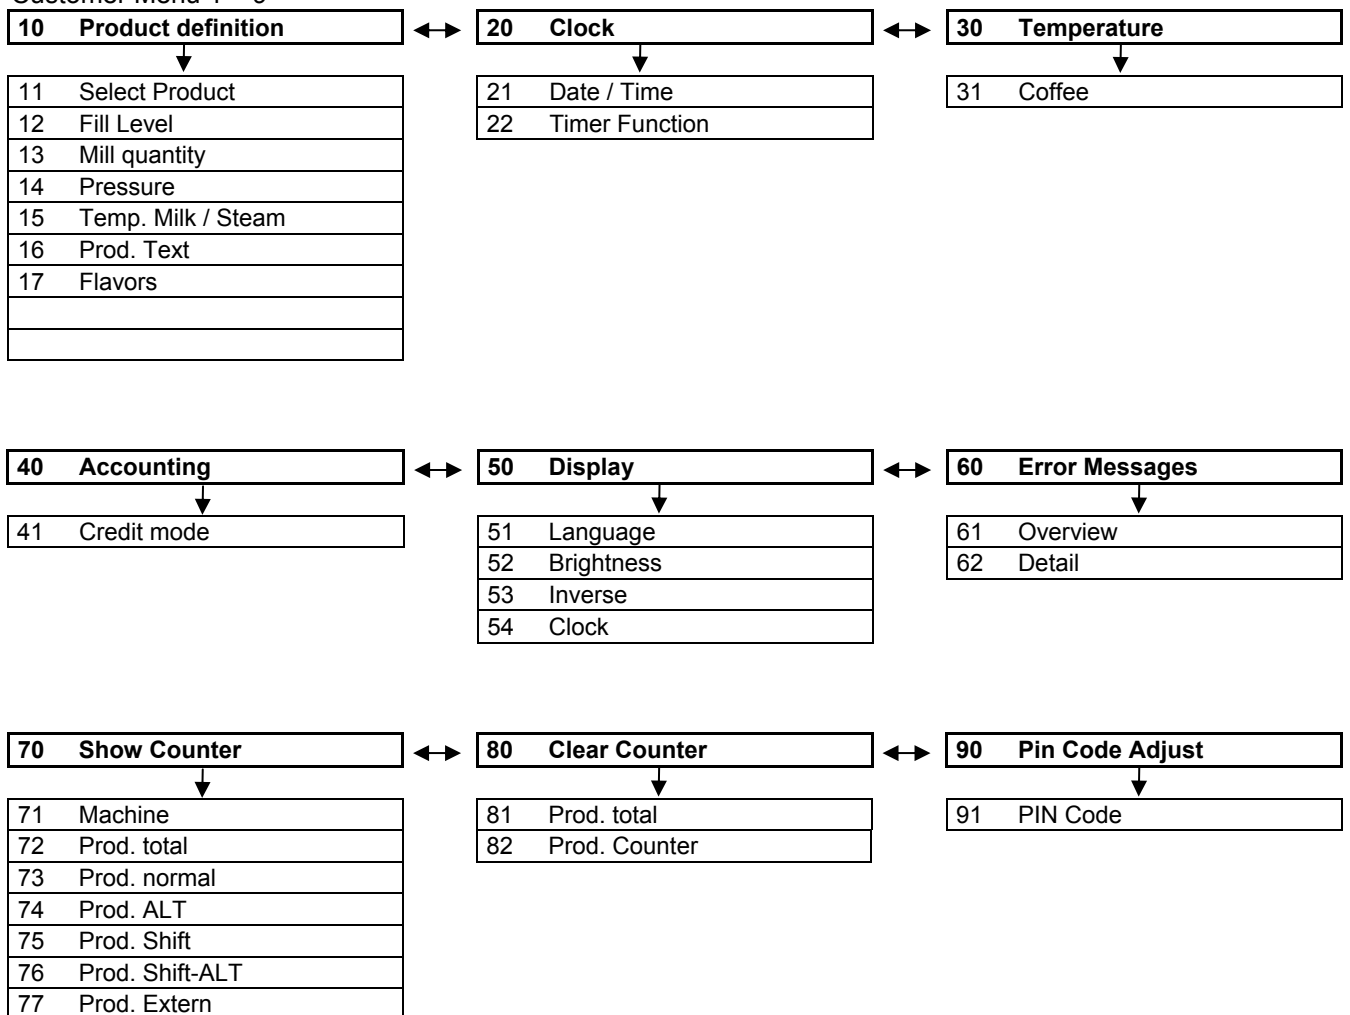 10 Product definition
11 Select Product
12 Fill Level
13 Mill quantity
14 Pressure
15 Temp. Milk / Steam
16 Prod. Text
17 Flavors
20 Clock
21 Date / Time
22 Timer Function
30 Temperature
31 Coffee
40 Accounting
41 Credit mode
50 Display
51 Language
52 Brightness
53 Inverse
54 Clock
60 Error Messages
61 Overview
62 Detail
70 Show Counter
71 Machine
72 Prod. total
73 Prod. normal
74 Prod. ALT
75 Prod. Shift
76 Prod. Shift-ALT
77 Prod. Extern
80 Clear Counter
81 Prod. total
82 Prod. Counter
90 Pin Code Adjust
91 PIN Code